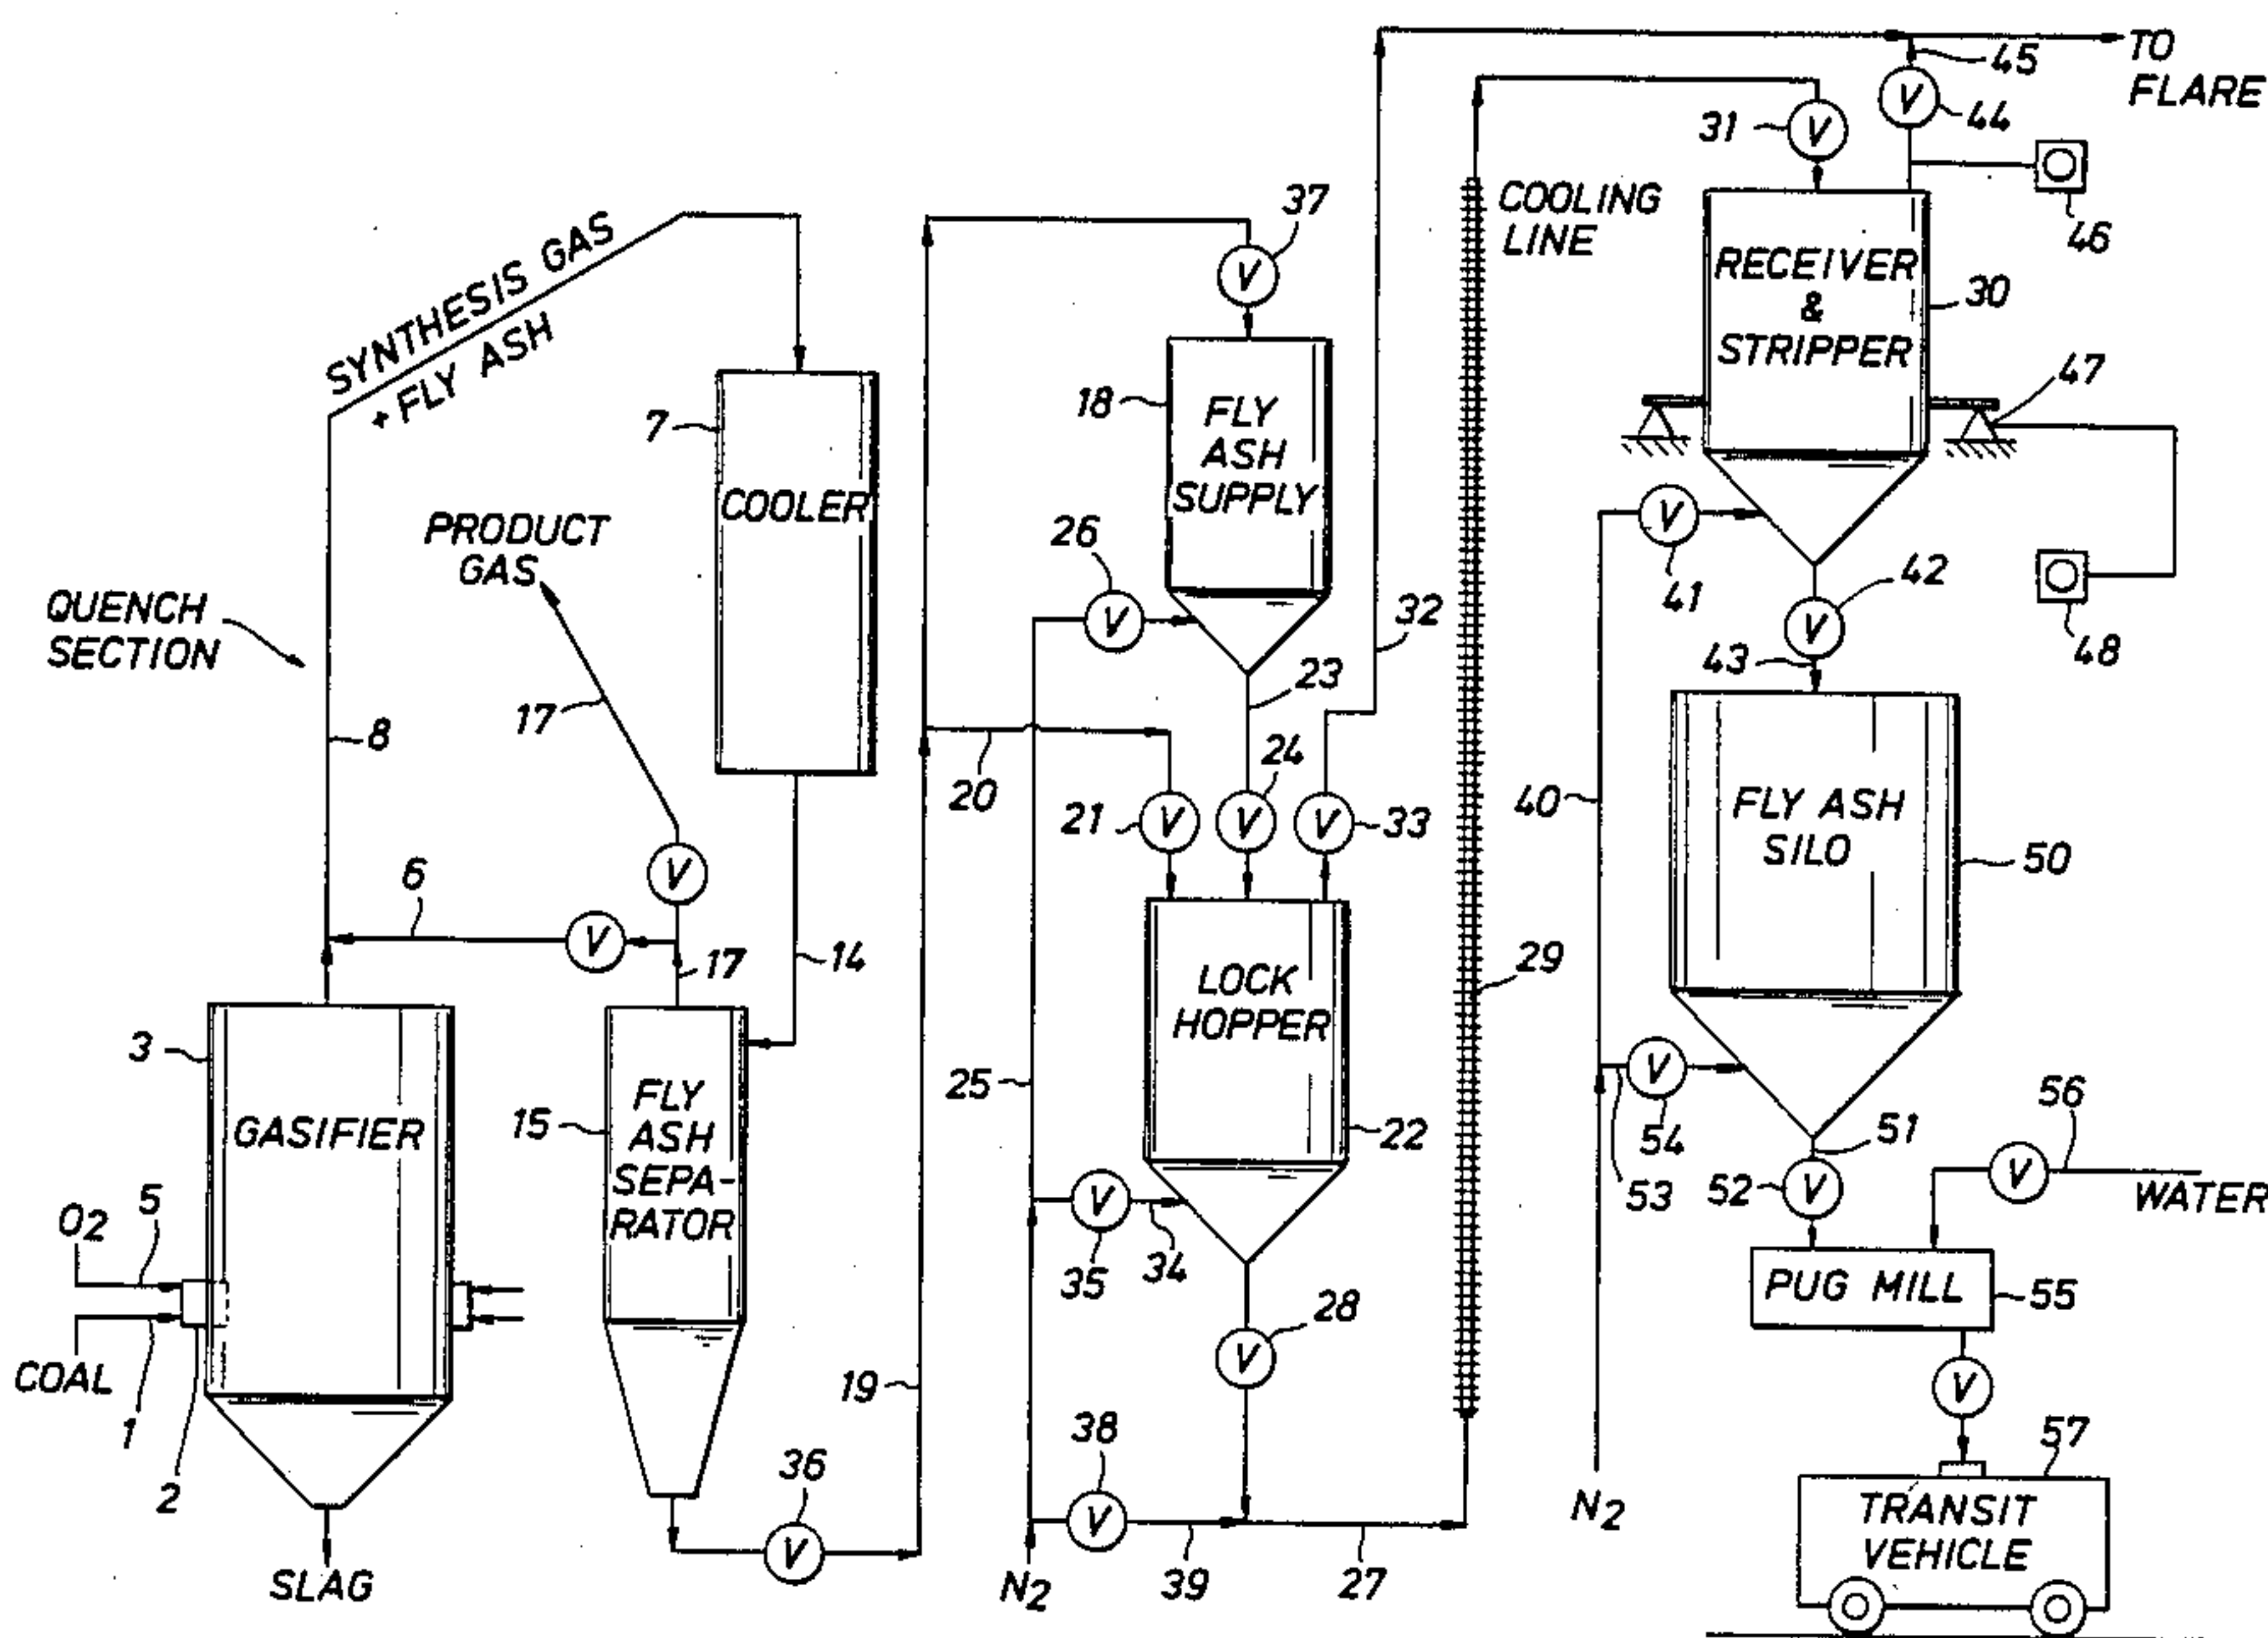 TO
FLARE
45
44
31
V
V
46
COOLING
LINE
RECEIVER
&
STRIPPER
30
47
37
V
SYNTHESIS GAS
+ FLY ASH
18
FLY
ASH
SUPPLY
7
COOLER
PRODUCT
GAS
26
V
V
41
42
V
43
48
QUENCH
SECTION
32
23
17
8
20
24
21
V
V
V
33
40
FLY ASH
SILO
50
6
V
V
17
14
LOCK
HOPPER
29
3
GASIFIER
15
FLY
ASH
SEPA-
RATOR
25
22
V
54
53
51
56
V
52
V
WATER
O2
5
V
35
34
PUG MILL
55
COAL
1
2
28
V
19
V
57
36
V
38
V
N2
39
27
N2
TRANSIT
VEHICLE
SLAG